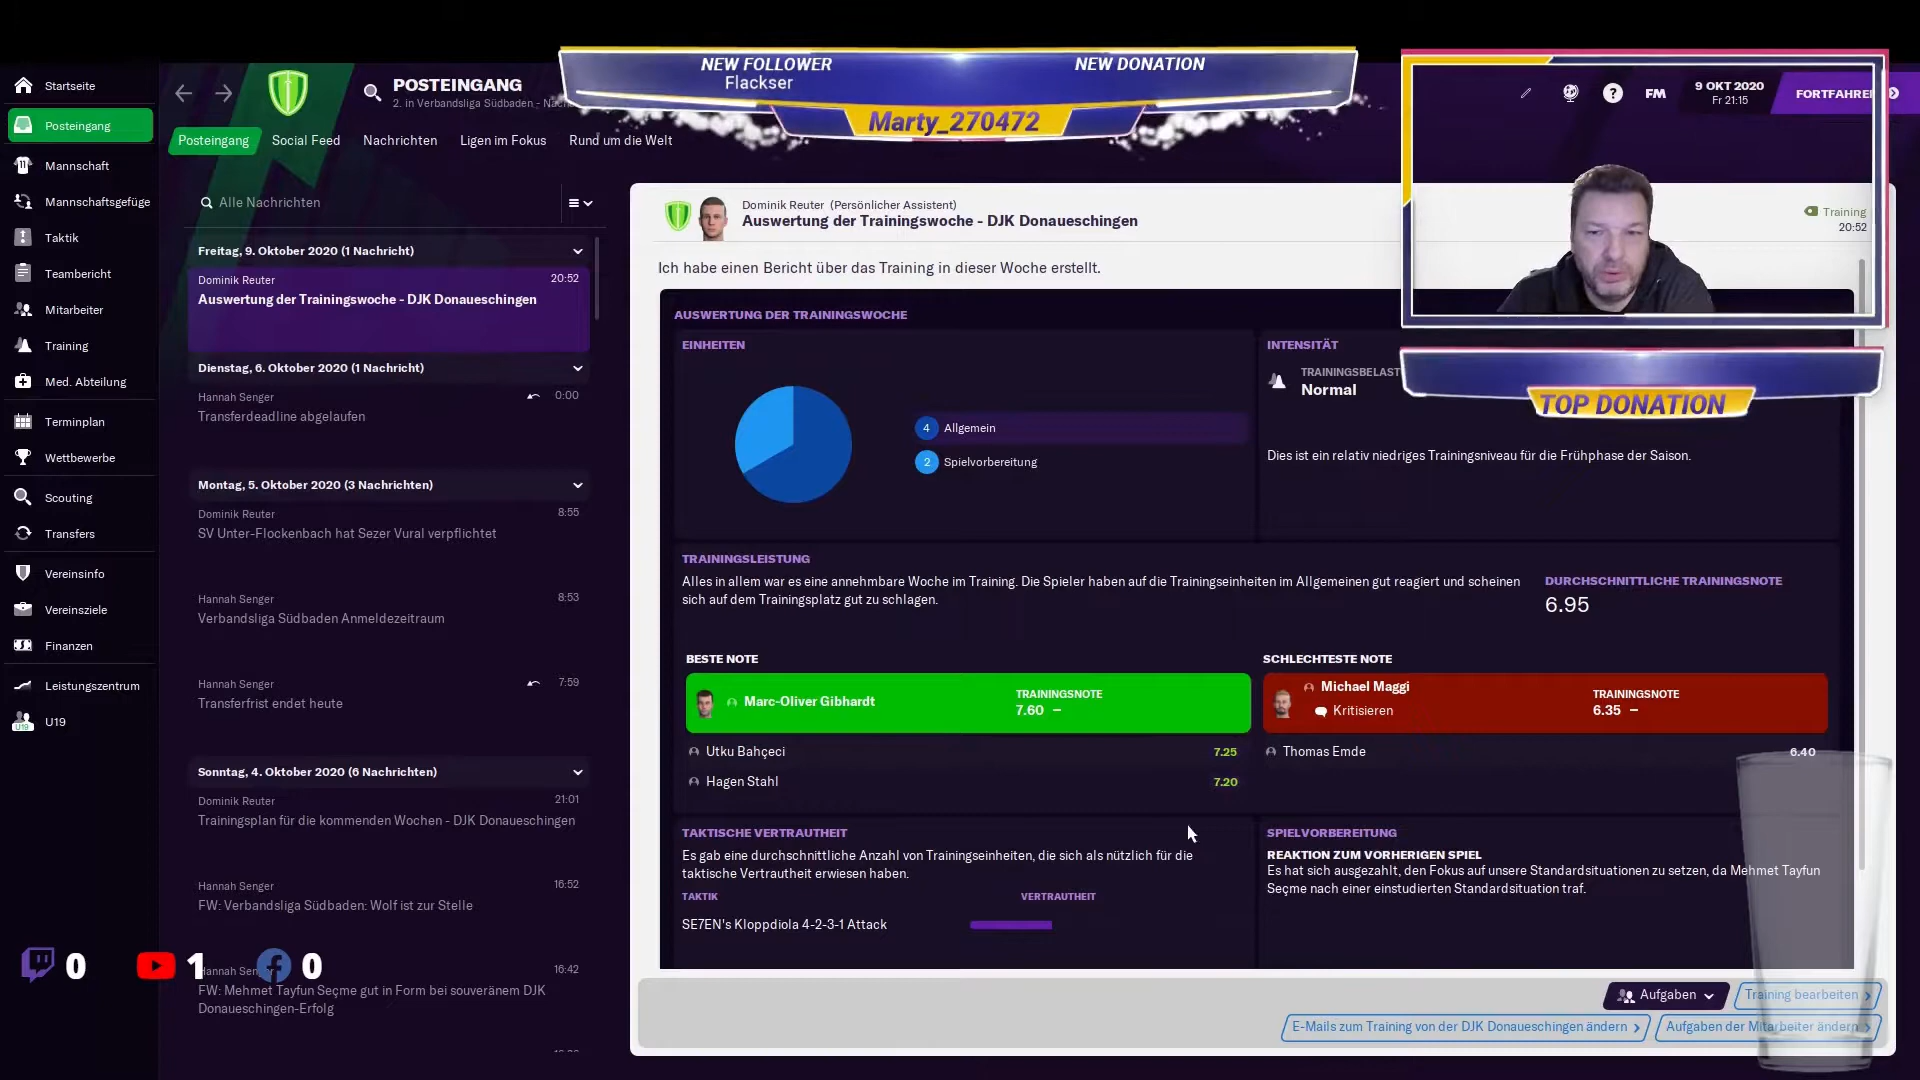 NEW FOLLOWER
Flackser
NEW DONATION
Marty_270472
Startseite
Posteingang
Mannschaft
Mannschaftsgefüge
Taktik
Teambericht
Mitarbeiter
Training
Med. Abteilung
Terminplan
Wettbewerbe
Scouting
Transfers
Vereinsinfo
Vereinsziele
Finanzen
Leistungszentrum
U19
U19
POSTEINGANG
2. in Verbandsliga Südbaden -
Posteingang
Social Feed
Nachrichten
Ligen im Fokus
Rund um die Welt
FM
9 OKT 2020
Fr 21:15
Alle Nachrichten
Freitag, 9. Oktober 2020 (1 Nachricht)
Dominik Reuter
20:52
Auswertung der Trainingswoche - DJK Donaueschingen
Dienstag, 6. Oktober 2020 (1 Nachricht)
Hannah Senger
0:00
Transferdeadline abgelaufen
Montag, 5. Oktober 2020 (3 Nachrichten)
Dominik Reuter
8:55
SV Unter-Flockenbach hat Sezer Vural verpflichtet
Hannah Senger
8:53
Verbandsliga Südbaden Anmeldezeitraum
Hannah Senger
7:59
Transferfrist endet heute
Sonntag, 4. Oktober 2020 (6 Nachrichten)
Dominik Reuter
21:01
Trainingsplan für die kommenden Wochen - DJK Donaueschingen
Hannah Senger
16:52
FW: Verbandsliga Südbaden: Wolf ist zur Stelle
16:42
FW: Mehmet Tayfun Seçme gut in Form bei souveränem DJK
Donaueschingen-Erfolg
0
1
0
Dominik Reuter (Persönlicher Assistent)
Auswertung der Trainingswoche - DJK Donaueschingen
Training
20:52
Ich habe einen Bericht über das Training in dieser Woche erstellt.
AUSWERTUNG DER TRAININGSWOCHE
EINHEITEN
4 Allgemein
2 Spielvorbereitung
INTENSITÄT
Normal
TOP DONATION
Dies ist ein relativ niedriges Trainingsniveau für die Frühphase der Saison.
TRAININGSLEISTUNG
Alles in allem war es eine annehmbare Woche im Training. Die Spieler haben auf die Trainingseinheiten im Allgemeinen gut reagiert und scheinen
sich auf dem Trainingsplatz gut zu schlagen.
DURCHSCHNITTLICHE TRAININGSNOTE
6.95
BESTE NOTE
Marc-Oliver Gibhardt
TRAININGSNOTE
7.60 –
Utku Bahçeci
7.25
Hagen Stahl
7.20
SCHLECHTESTE NOTE
Michael Maggi
Kritisieren
TRAININGSNOTE
6.35 –
Thomas Emde
6.40
TAKTISCHE VERTRAUTHEIT
Es gab eine durchschnittliche Anzahl von Trainingseinheiten, die sich als nützlich für die
taktische Vertrautheit erwiesen haben.
TAKTIK
VERTRAUTHEIT
SE7EN's Kloppdiola 4-2-3-1 Attack
SPIELVORBEREITUNG
REAKTION ZUM VORHERIGEN SPIEL
Es hat sich ausgezahlt, den Fokus auf unsere Standardsituationen zu setzen, da Mehmet Tayfun
Seçme nach einer einstudierten Standardsituation traf.
Aufgaben
Training bearbeiten
E-Mails zum Training von der DJK Donaueschingen ändern
Aufgaben der Mitarbeiter ändern